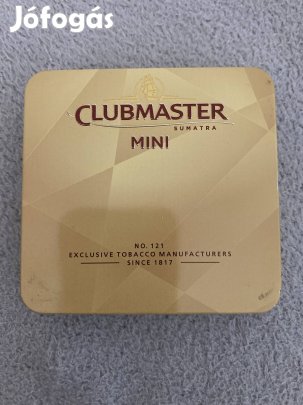 Jófogás
CLUBMASTER
SUMATRA
MINI
NO. 121
EXCLUSIVE TOBACCO MANUFACTURERS
SINCE 1817